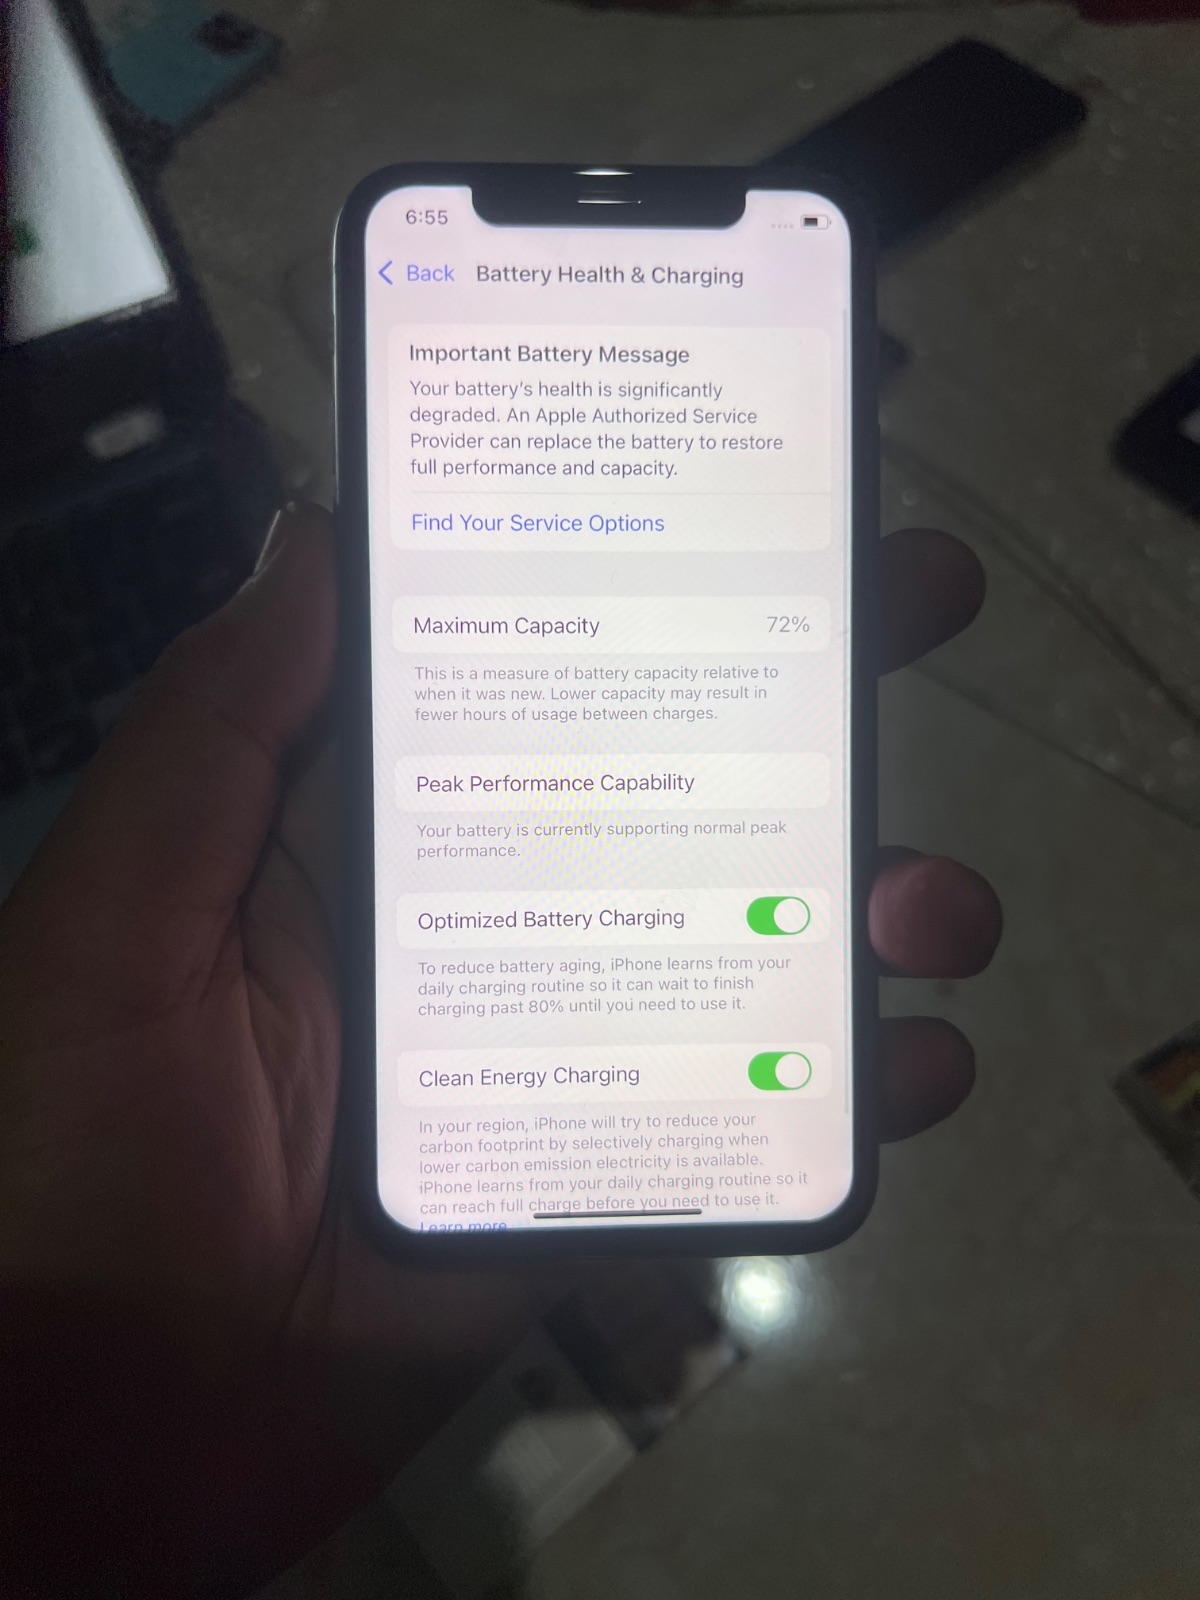 6:55
Back Battery Health & Charging
Important Battery Message
Your battery's health is significantly
degraded. An Apple Authorized Service
Provider can replace the battery to restore
full performance and capacity.
Find Your Service Options
Maximum Capacity 72%
This is a measure of battery capacity relative to
when it was new. Lower capacity may result in
fewer hours of usage between charges.
Peak Performance Capability
Your battery is currently supporting normal peak
performance.
Optimized Battery Charging
To reduce battery aging, iPhone learns from your
daily charging routine so it can wait to finish
charging past 80% until you need to use it.
Clean Energy Charging
In your region, iPhone will try to reduce your
carbon footprint by selectively charging when
lower carbon emission electricity is available.
iPhone learns from your daily charging routine so it
can reach full charge before you need to use it.
Learn more